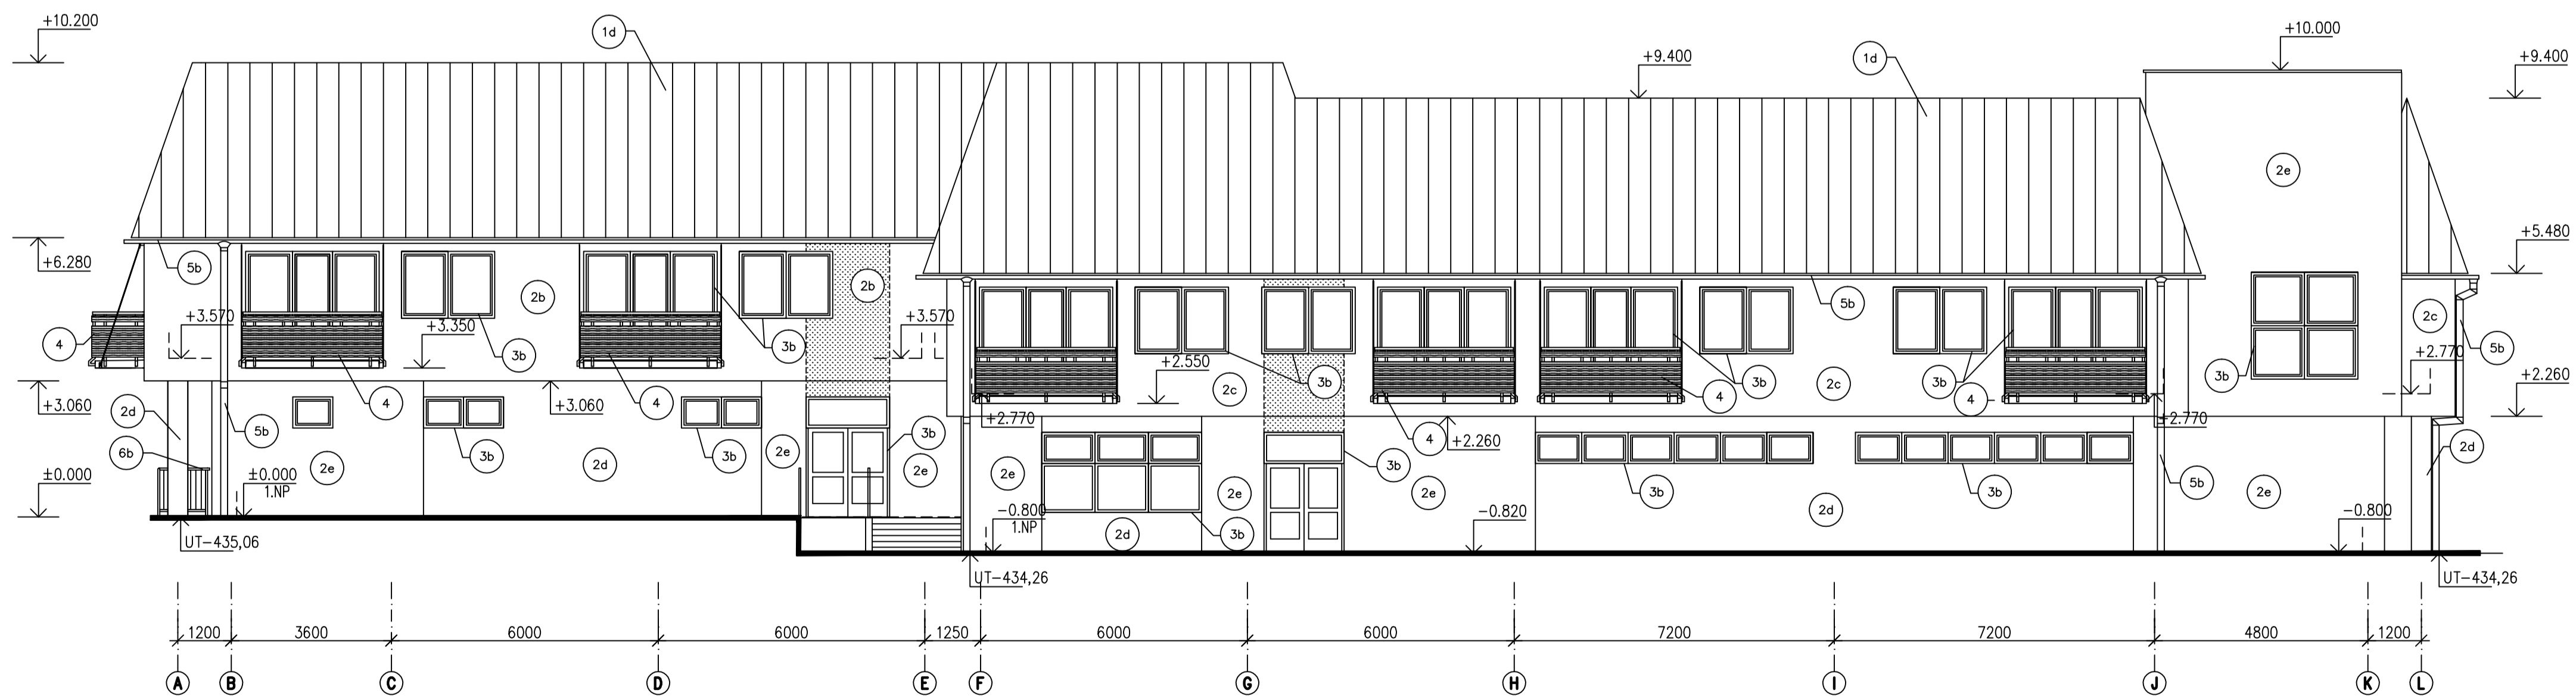 +10.200
1d
+9.400
1d
+10.000
+9.400
2e
+6.280
5b
2b
2b
+5.480
5b
2c
5b
+3.570
+3.350
+3.570
4
3b
3b
+2.550
2c
3b
3b
2c
4
3b
4
3b
+2.770
+2.260
+3.060
2d
5b
4
+3.060
4
3b
+2.770
4
+2.260
+2.770
6b
2e
3b
2d
3b
2e
2e
2e
2e
3b
2e
3b
3b
5b
2e
2d
±0.000
±0.000
1.NP
-0.800
1.NP
2d
3b
-0.820
2d
-0.800
UT-435,06
UT-434,26
UT-434,26
1200 3600 6000 6000 1250 6000 6000 7200 7200 4800 1200
A B C D E F G H I J K L